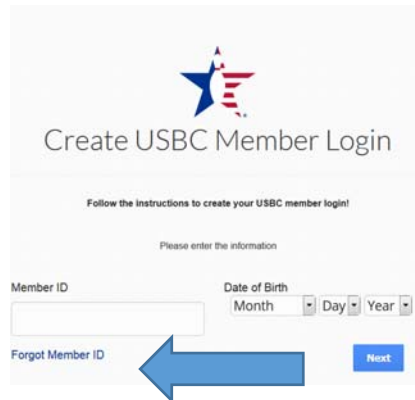 Create USBC Member Login
Follow the instructions to create your USBC member login!
Please enter the information
Member ID
Date of Birth
Month Day Year
Forgot Member ID
Next